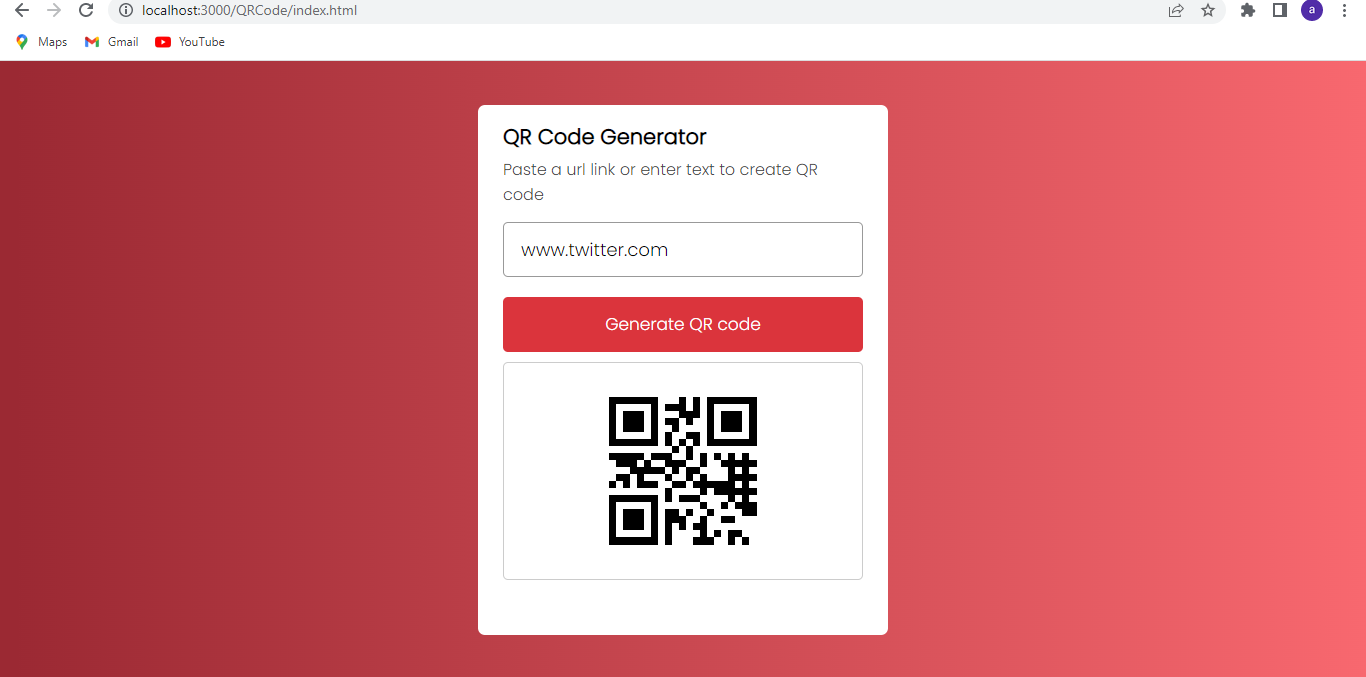 localhost:3000/QRCode/index.html
a
Maps Gmail YouTube
QR Code Generator
Paste a url link or enter text to create QR
code
www.twitter.com
Generate QR code